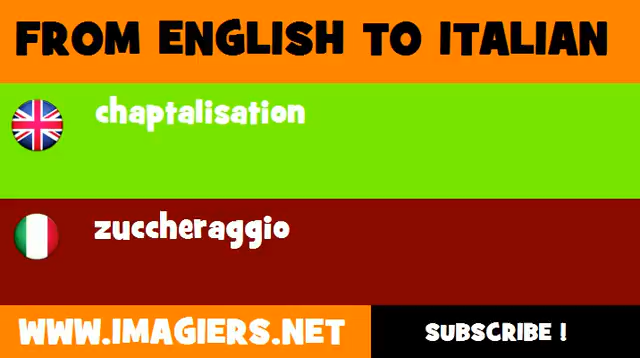 FROM ENGLISH TO ITALIAN
chaptalisation
zuccheraggio
WWW.IMAGIERS.NET
SUBSCRIBE !